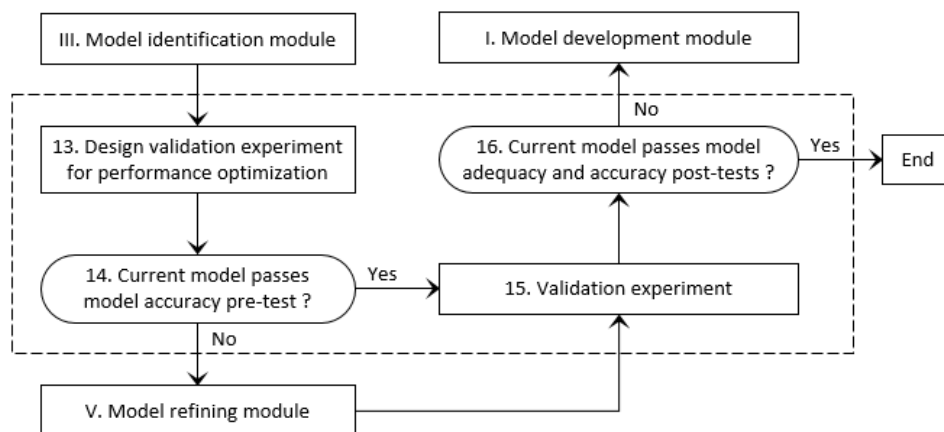 III. Model identification module
I. Model development module
No
13. Design validation experiment
for performance optimization
16. Current model passes model
adequacy and accuracy post-tests ?
Yes
End
14. Current model passes
model accuracy pre-test ?
Yes
15. Validation experiment
No
V. Model refining module